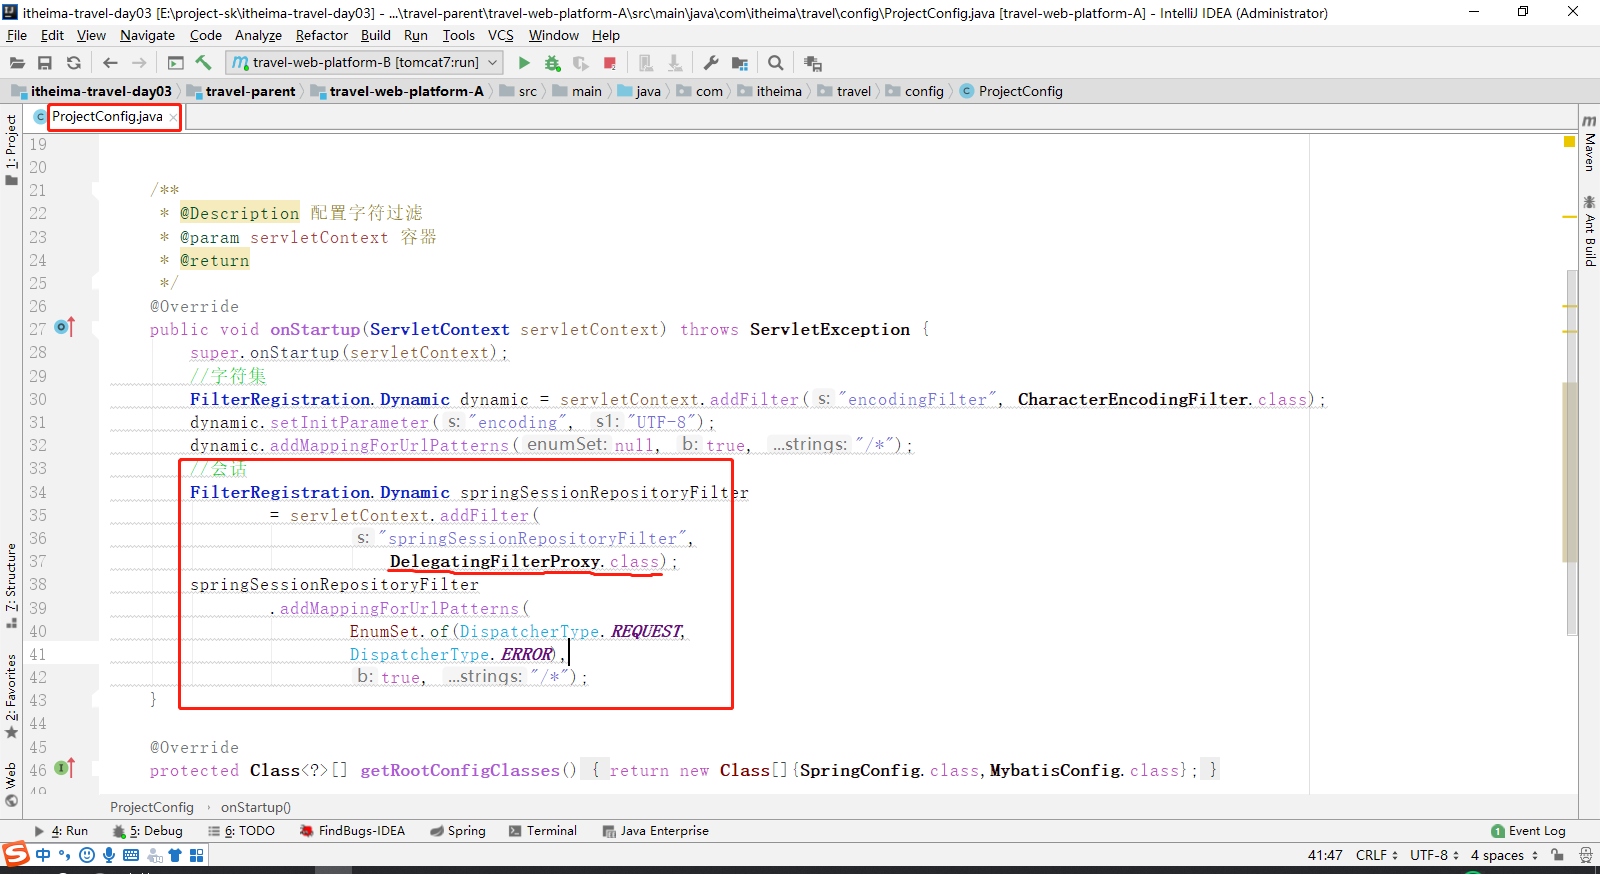 itheima-travel-day03 [E:\project-sk\itheima-travel-day03] - ...\travel-parent\travel-web-platform-A\src\main\java\com\itheima\travel\config\ProjectConfig.java [travel-web-platform-A] - IntelliJ IDEA (Administrator)
File Edit View Navigate Code Analyze Refactor Build Run Tools VCS Window Help
travel-web-platform-B [tomcat7:run]
itheima-travel-day03 travel-parent travel-web-platform-A src main java com itheima travel config ProjectConfig
ProjectConfig.java
1: Project
7: Structure
2: Favorites
Web
Maven
Ant Build
19
20
21 /**
22 * @Description 配置字符过滤
23 * @param servletContext 容器
24 * @return
25 */
26 @Override
27 public void onStartup(ServletContext servletContext) throws ServletException {
28 super.onStartup(servletContext);
29 //字符集
30 FilterRegistration.Dynamic dynamic = servletContext.addFilter( s: "encodingFilter", CharacterEncodingFilter.class);
31 dynamic.setInitParameter( s: "encoding", s1: "UTF-8");
32 dynamic.addMappingForUrlPatterns( enumSet: null, b: true, ...strings: "/*");
33 //会话
34 FilterRegistration.Dynamic springSessionRepositoryFilter
35 = servletContext.addFilter(
36 s: "springSessionRepositoryFilter",
37 DelegatingFilterProxy.class);
38 springSessionRepositoryFilter
39 .addMappingForUrlPatterns(
40 EnumSet.of(DispatcherType.REQUEST,
41 DispatcherType.ERROR),
42 b: true, ...strings: "/*");
43 }
44
45 @Override
46 protected Class<?>[] getRootConfigClasses() { return new Class[]{SpringConfig.class,MybatisConfig.class}; }
49
ProjectConfig › onStartup()
4: Run 5: Debug 6: TODO FindBugs-IDEA Spring Terminal Java Enterprise 1 Event Log
中 41:47 CRLF UTF-8 4 spaces